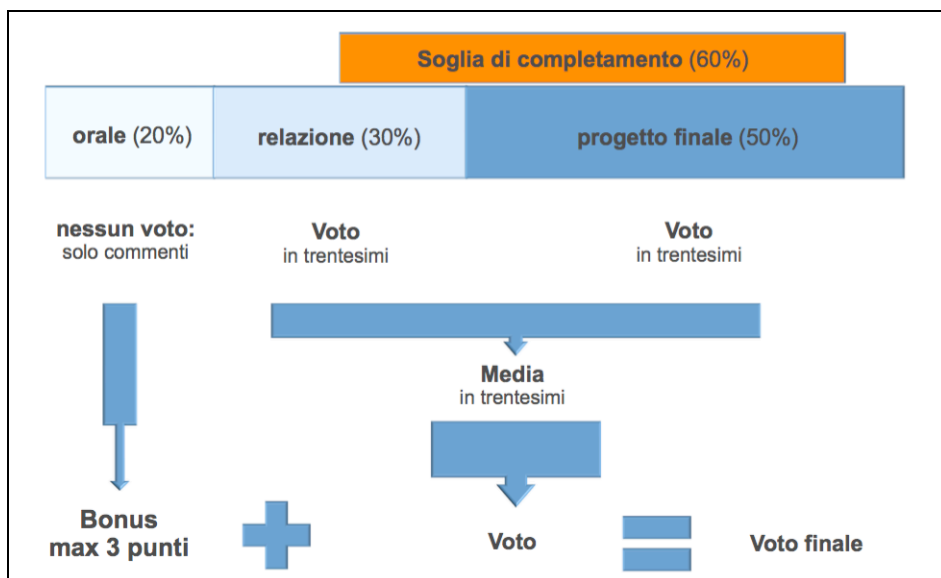 Soglia di completamento (60%)
orale (20%)
relazione (30%)
progetto finale (50%)
nessun voto:
solo commenti
Voto
in trentesimi
Voto
in trentesimi
Media
in trentesimi
Bonus
max 3 punti
Voto
Voto finale